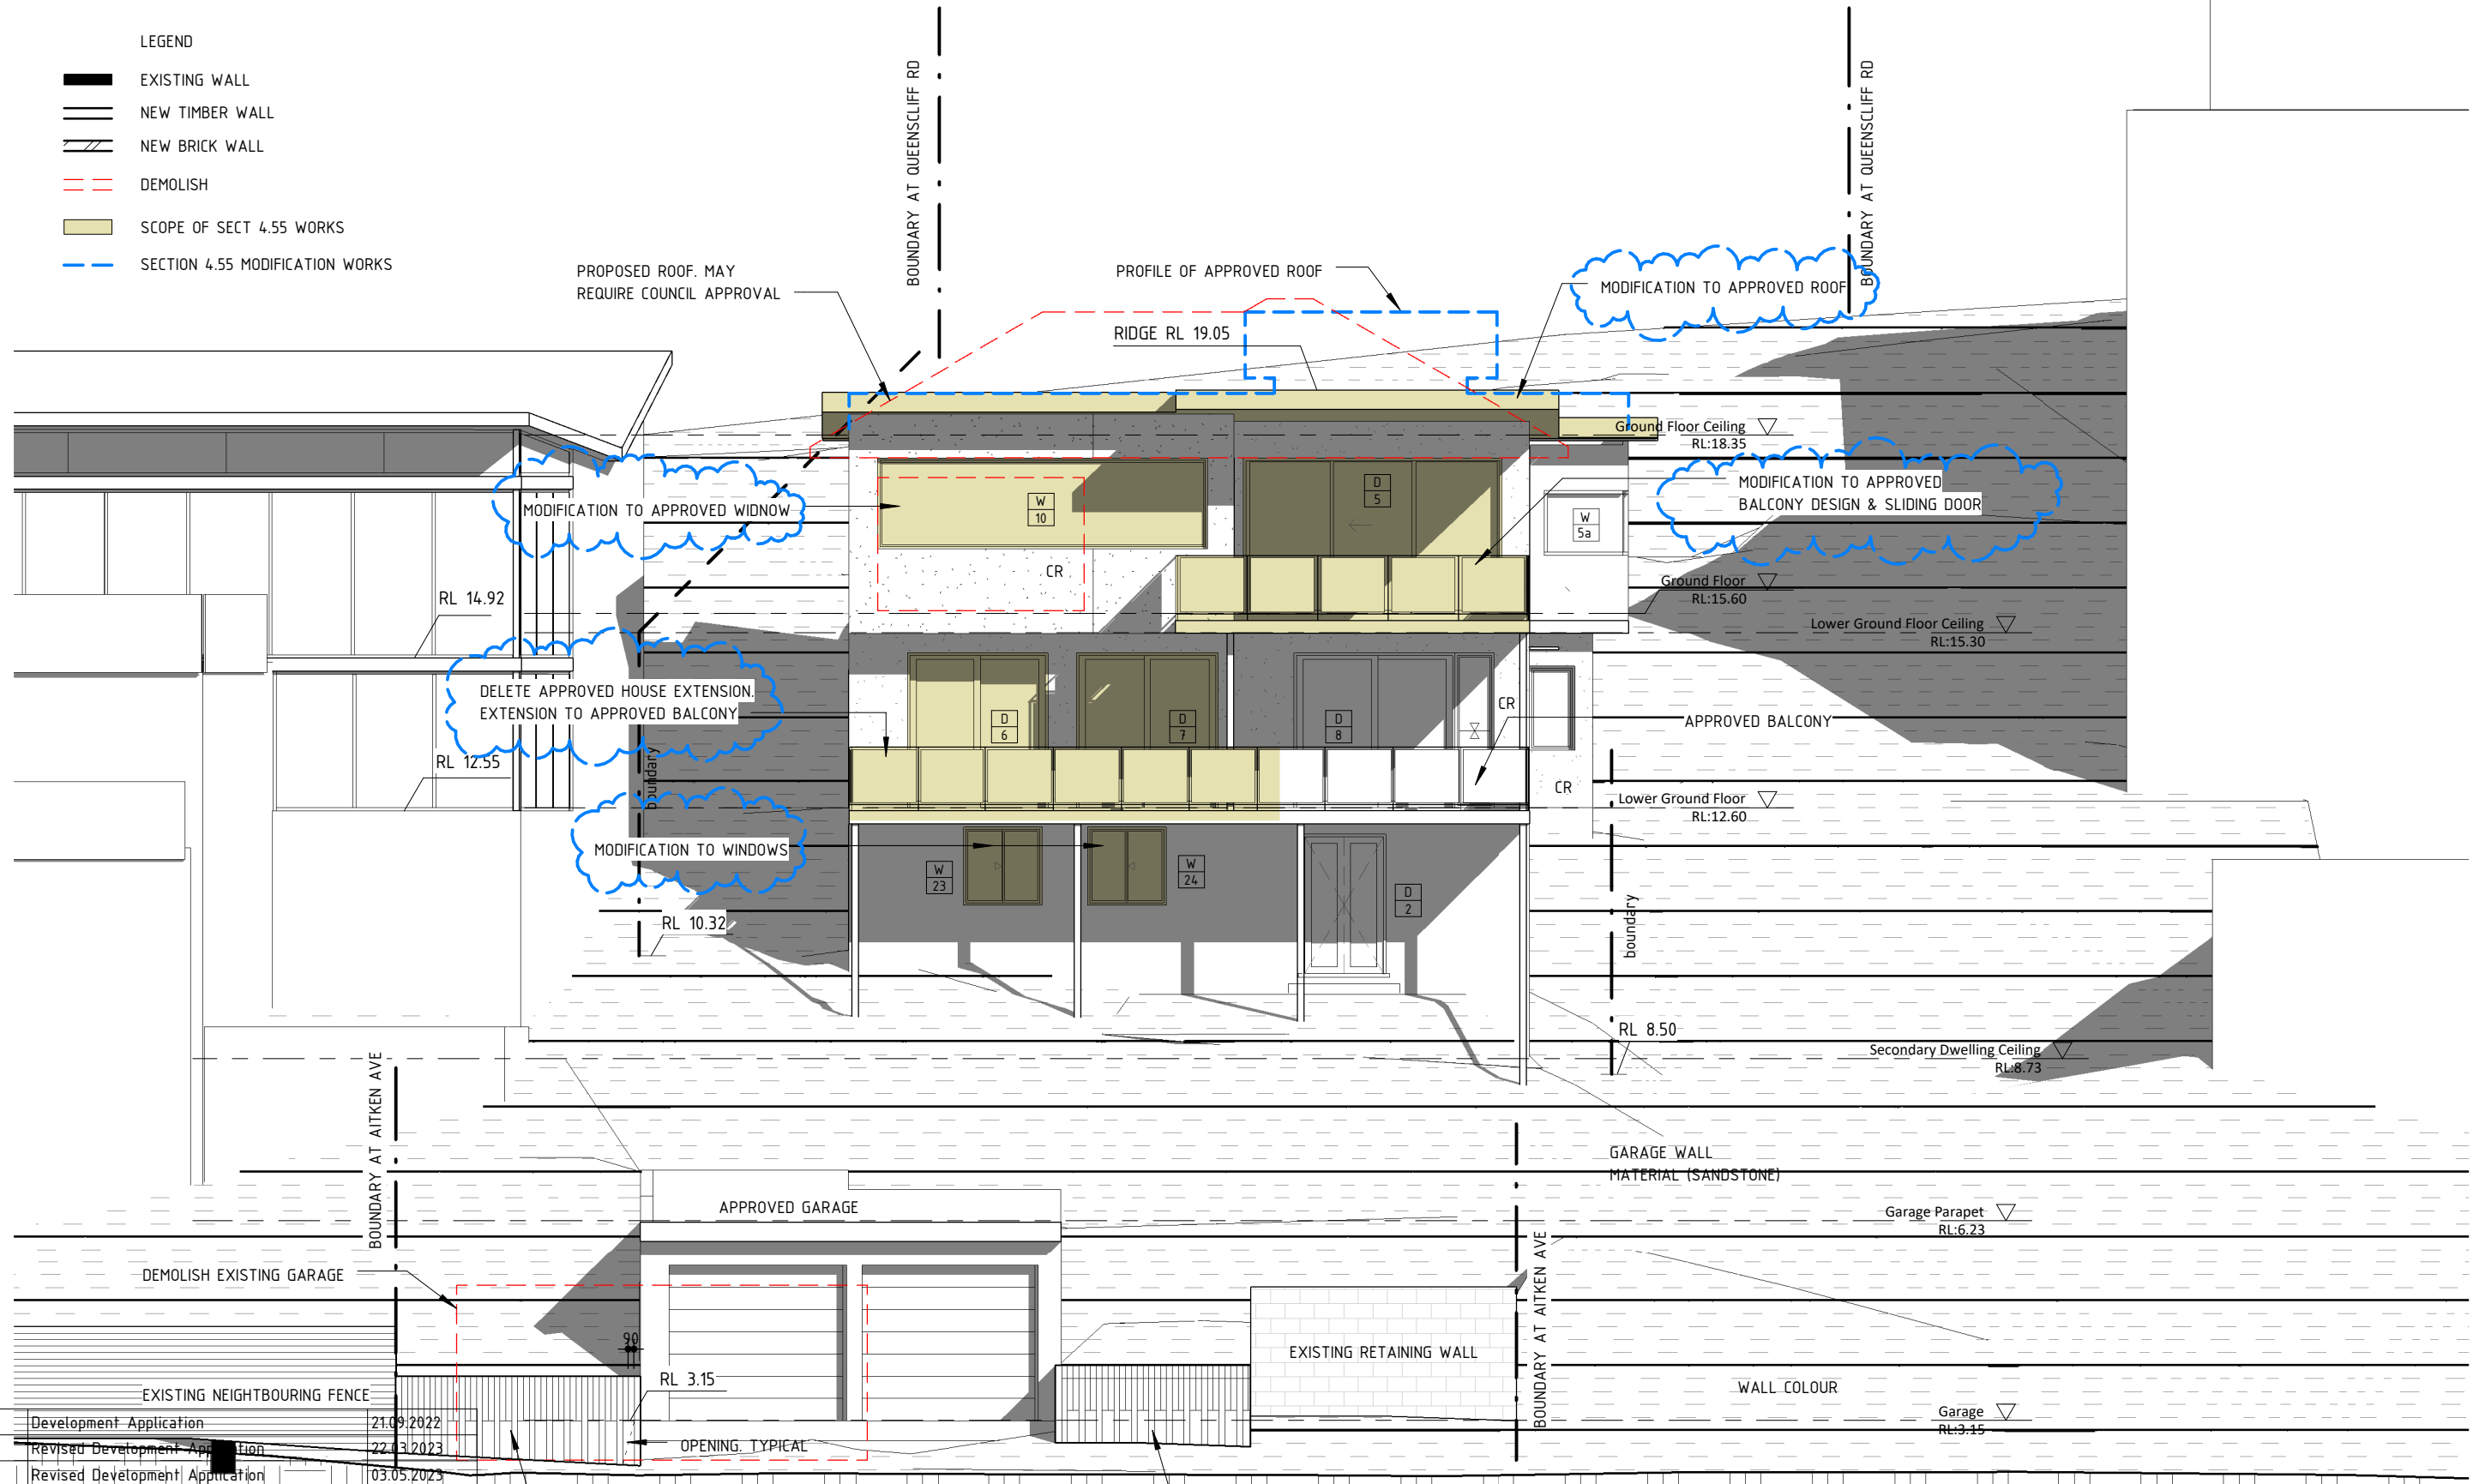 LEGEND
EXISTING WALL
NEW TIMBER WALL
NEW BRICK WALL
DEMOLISH
SCOPE OF SECT 4.55 WORKS
SECTION 4.55 MODIFICATION WORKS
BOUNDARY AT QUEENSCLIFF RD
BOUNDARY AT QUEENSCLIFF RD
PROPOSED ROOF. MAY
REQUIRE COUNCIL APPROVAL
PROFILE OF APPROVED ROOF
MODIFICATION TO APPROVED ROOF
RIDGE RL 19.05
Ground Floor Ceiling
RL:18.35
MODIFICATION TO APPROVED WIDNOW
W
10
D
5
W
5a
MODIFICATION TO APPROVED
BALCONY DESIGN & SLIDING DOOR
CR
RL 14.92
Ground Floor
RL:15.60
Lower Ground Floor Ceiling
RL:15.30
DELETE APPROVED HOUSE EXTENSION.
EXTENSION TO APPROVED BALCONY
D
6
D
7
D
8
CR
APPROVED BALCONY
RL 12.55
boundary
CR
Lower Ground Floor
RL:12.60
MODIFICATION TO WINDOWS
W
23
W
24
D
2
RL 10.32
boundary
RL 8.50
Secondary Dwelling Ceiling
RL:8.73
BOUNDARY AT AITKEN AVE
GARAGE WALL
MATERIAL (SANDSTONE)
APPROVED GARAGE
Garage Parapet
RL:6.23
DEMOLISH EXISTING GARAGE
BOUNDARY AT AITKEN AVE
90
EXISTING RETAINING WALL
RL 3.15
EXISTING NEIGHTBOURING FENCE
WALL COLOUR
Garage
RL:3.15
OPENING. TYPICAL
Development Application 21.09.2022
Revised Development Application 22.03.2023
Revised Development Application 03.05.2023